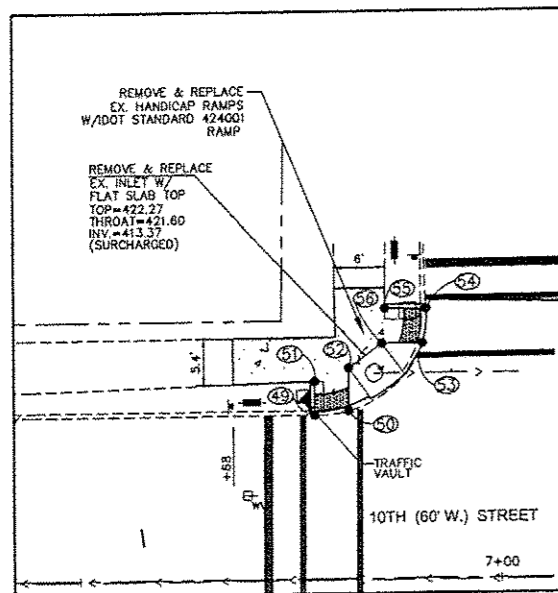 REMOVE & REPLACE
EX. HANDICAP RAMPS
W/IDOT STANDARD 424001
RAMP
REMOVE & REPLACE
EX. INLET W/
FLAT SLAB TOP
TOP=422.27
THROAT=421.60
INV.=413.37
(SURCHARGED)
6'
56
55
54
52
51
5.4'
53
49
50
+68
TRAFFIC
VAULT
10TH (60' W.) STREET
7+00